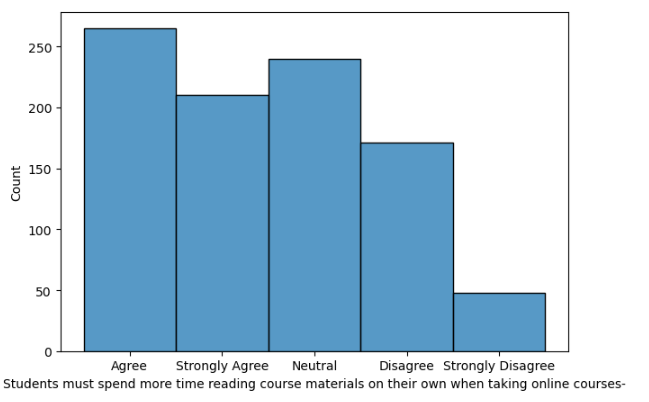 250
200
150
100
50
0
Count
Agree Strongly Agree Neutral Disagree Strongly Disagree
Students must spend more time reading course materials on their own when taking online courses-